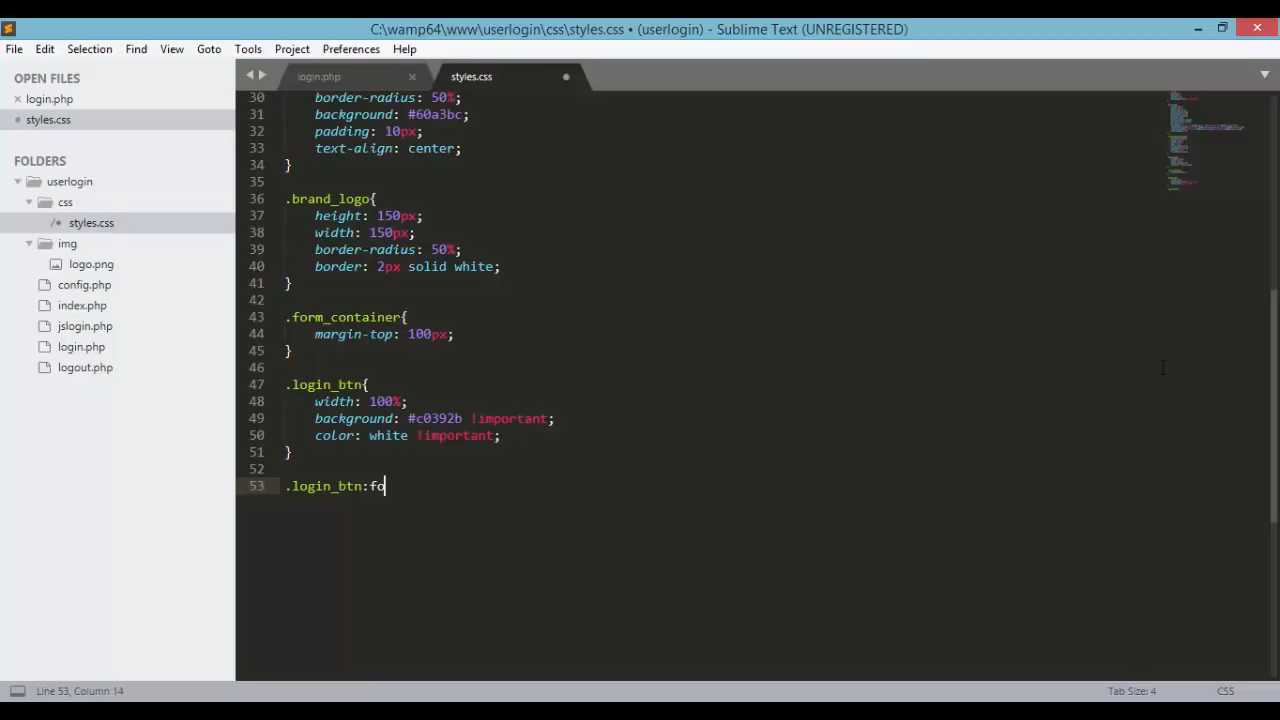 C:\wamp64\www\userlogin\css\styles.css • (userlogin) - Sublime Text (UNREGISTERED)
File Edit Selection Find View Goto Tools Project Preferences Help
OPEN FILES
login.php
styles.css
FOLDERS
userlogin
css
/* styles.css
img
logo.png
config.php
index.php
jslogin.php
login.php
logout.php
login.php styles.css
30 border-radius: 50%;
31 background: #60a3bc;
32 padding: 10px;
33 text-align: center;
34 }
35
36 .brand_logo{
37 height: 150px;
38 width: 150px;
39 border-radius: 50%;
40 border: 2px solid white;
41 }
42
43 .form_container{
44 margin-top: 100px;
45 }
46
47 .login_btn{
48 width: 100%;
49 background: #c0392b !important;
50 color: white !important;
51 }
52
53 .login_btn:fo
Line 53, Column 14
Tab Size: 4
CSS